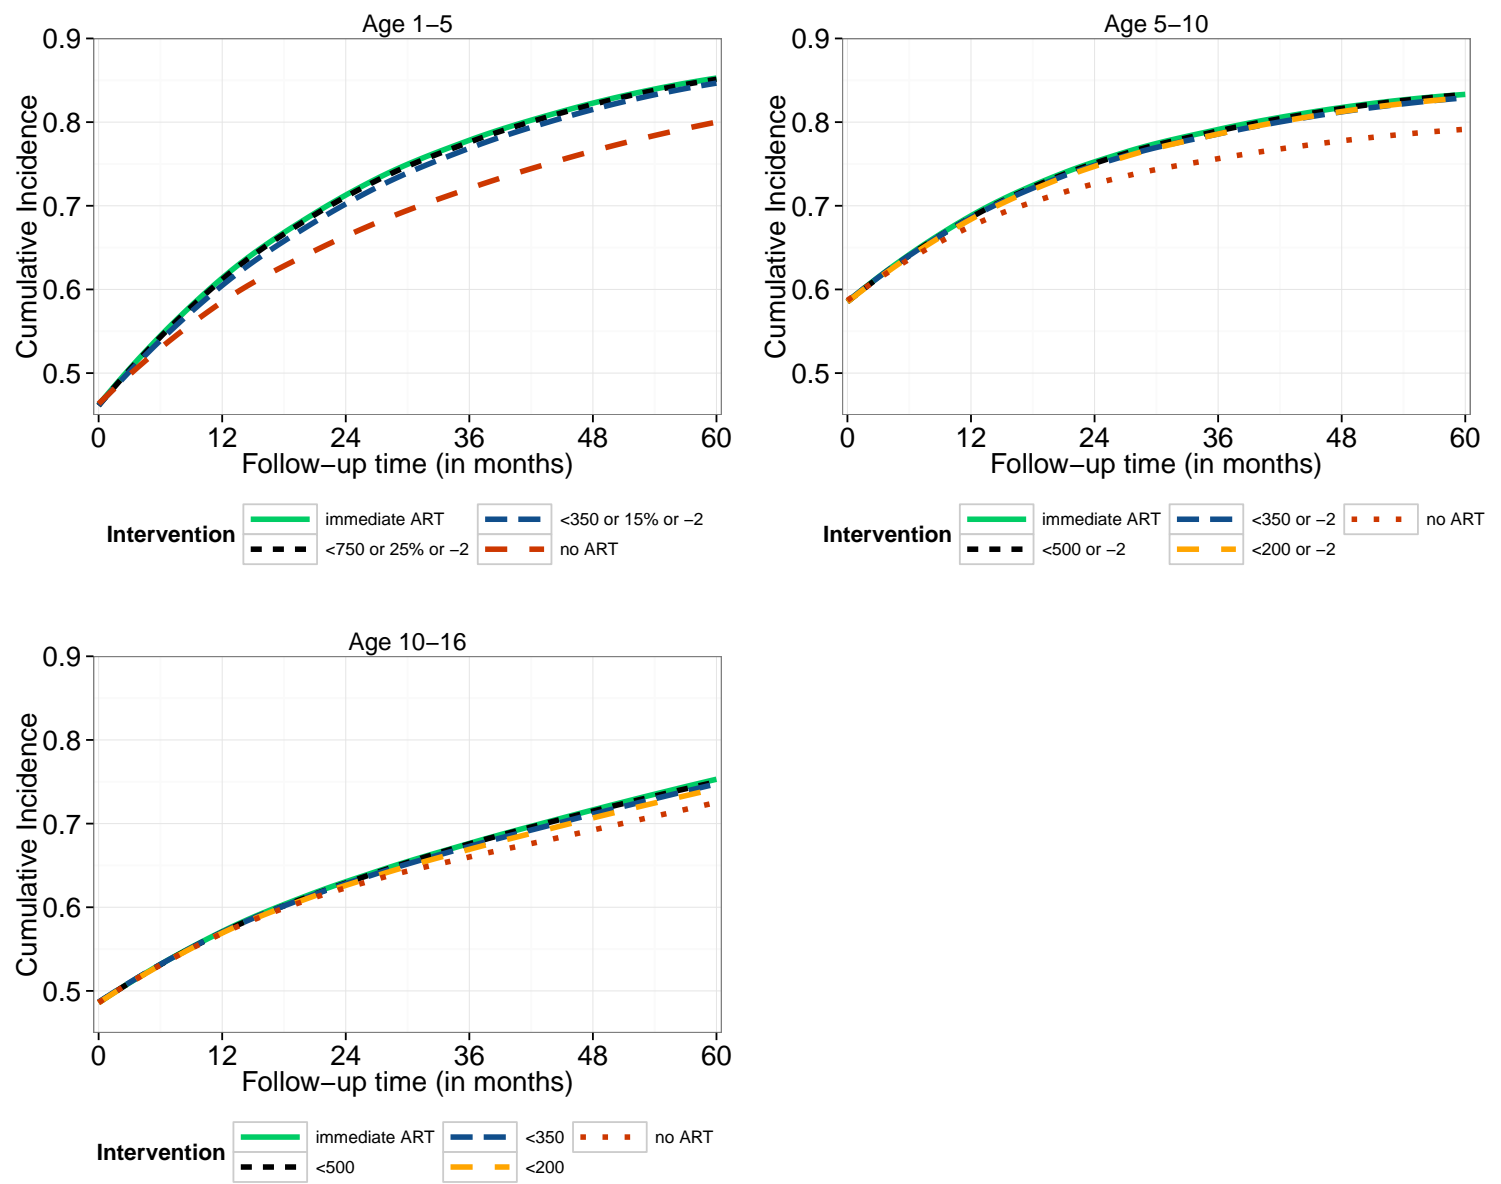 Age 1–5
0.9
0.8
0.7
0.6
0.5
Cumulative Incidence
0 12 24 36 48 60
Follow–up time (in months)
Intervention
immediate ART
<350 or 15% or –2
<750 or 25% or –2
no ART
Age 5–10
0.9
0.8
0.7
0.6
0.5
Cumulative Incidence
0 12 24 36 48 60
Follow–up time (in months)
Intervention
immediate ART
<350 or –2
no ART
<500 or –2
<200 or –2
Age 10–16
0.9
0.8
0.7
0.6
0.5
Cumulative Incidence
0 12 24 36 48 60
Follow–up time (in months)
Intervention
immediate ART
<350
no ART
<500
<200